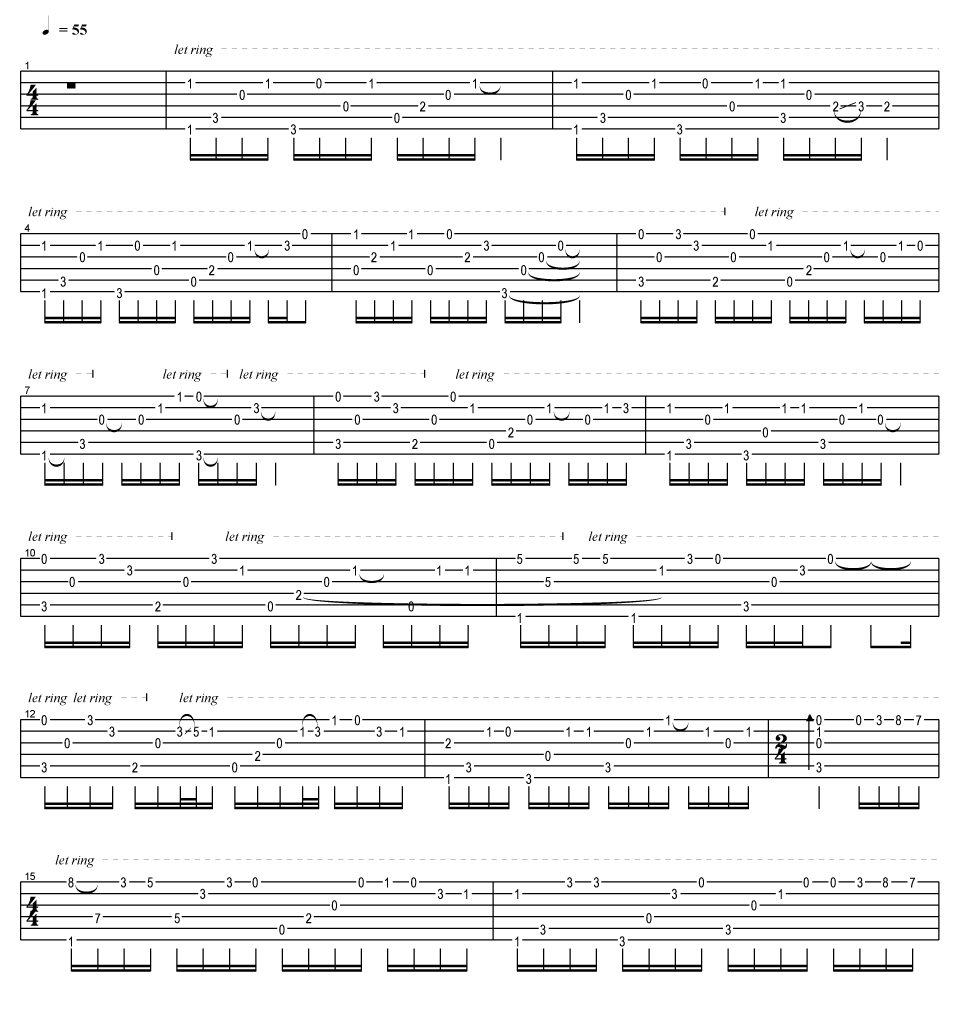 = 55
let ring
1
1 1 0 1 1 1 1 0 1 1
4 0 0 0 0
4 0 2 0 2 3 2
3 0 3 3
1 3 1 3
let ring let ring
4
0 1 1 0 0 3 0
1 1 0 1 1 3 1 3 0 3 1 1 1 0
0 0 2 2 0 0 0 0 0
0 2 0 0 0 2
3 0 3 2 0
1 3 3
let ring let ring let ring let ring
7
1 0 0 3 0
1 1 3 3 1 1 1 3 1 1 1 1 1
0 0 0 0 0 0 0 0 0 0
2 0
3 3 2 0 3 3
1 3 1 3
let ring let ring let ring
10
0 3 3 5 5 5 3 0 0
3 1 1 1 1 1 3
0 0 0 5 0
2
3 2 0 0 3
1 1
let ring let ring let ring
12
0 3 1 0 1 0 0 3 8 7
3 3 5 1 1 3 3 1 1 0 1 1 1 1 1 1
0 0 0 2 0 0 2 0
2 0 4
3 2 0 3 3 3
1 3
let ring
15
8 3 5 3 0 0 1 0 3 3 0 0 0 3 8 7
3 3 1 1 3 1
4 0 0
4 7 5 2 0
0 3 3
1 1 3